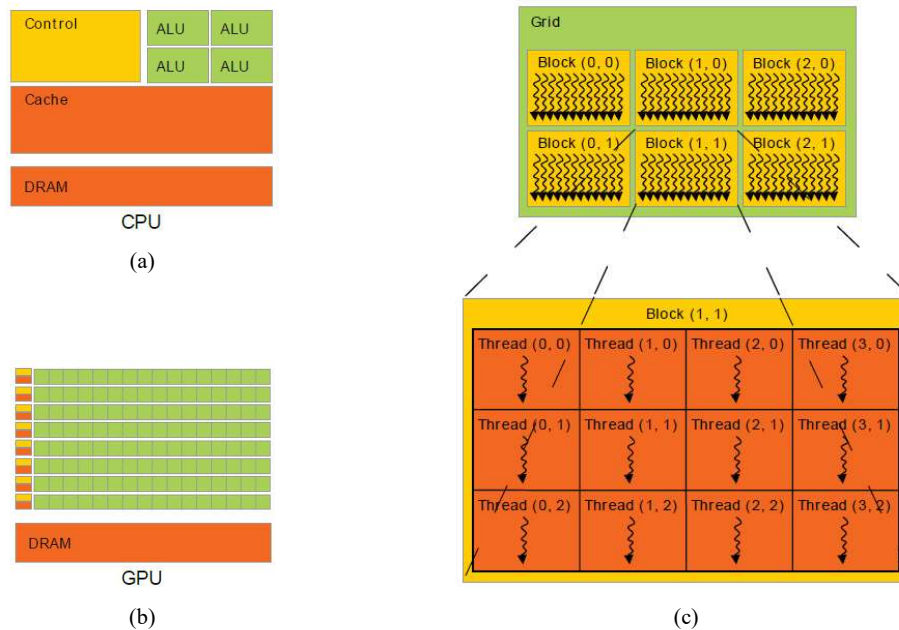 Control
ALU ALU
ALU ALU
Cache
DRAM
CPU
(a)
DRAM
GPU
(b)
Grid
Block (0, 0) Block (1, 0) Block (2, 0)
Block (0, 1) Block (1, 1) Block (2, 1)
Block (1, 1)
Thread (0, 0) Thread (1, 0) Thread (2, 0) Thread (3, 0)
Thread (0, 1) Thread (1, 1) Thread (2, 1) Thread (3, 1)
Thread (0, 2) Thread (1, 2) Thread (2, 2) Thread (3, 2)
(c)